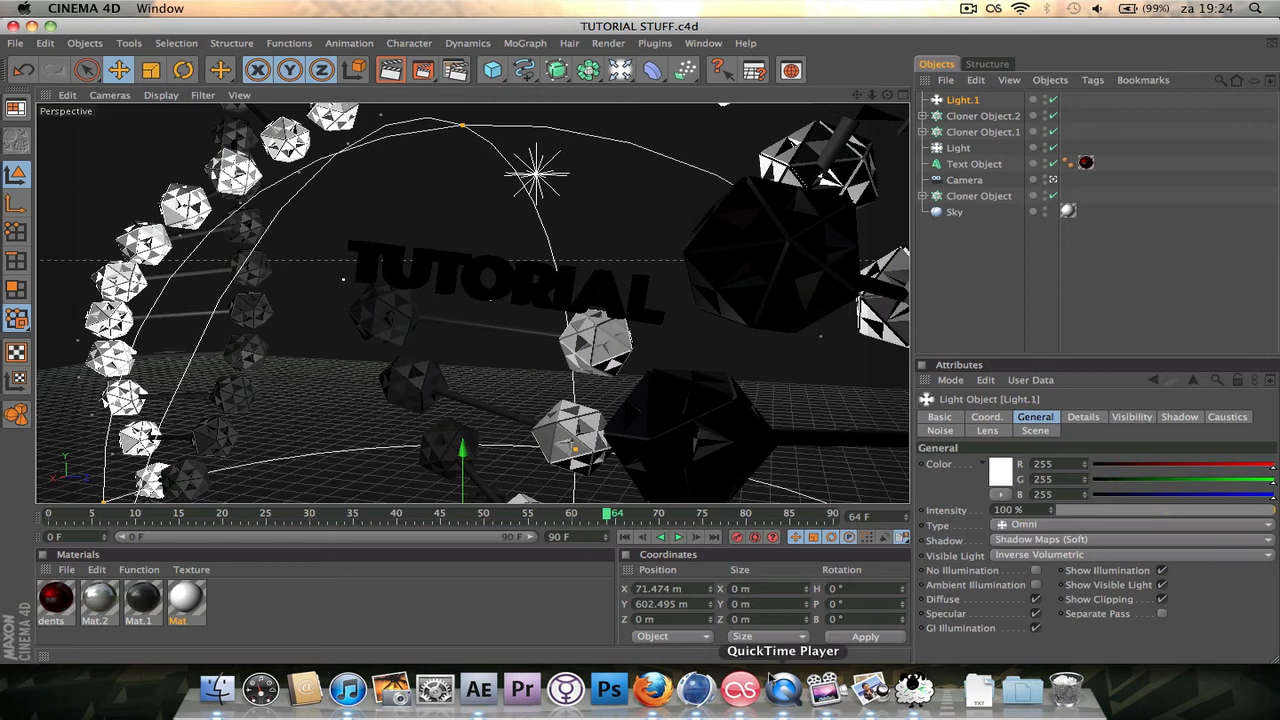 CINEMA 4D Window
(99%) za 19:24
TUTORIAL STUFF.c4d
File Edit Objects Tools Selection Structure Functions Animation Character Dynamics MoGraph Hair Render Plugins Window Help
X Y Z
Objects Structure
Edit Cameras Display Filter View
File Edit View Objects Tags Bookmarks
Perspective
Light.1
Cloner Object.2
Cloner Object.1
Light
Text Object
Camera
Cloner Object
Sky
TUTORIAL
Attributes
Mode Edit User Data
Light Object [Light.1]
Basic Coord. General Details Visibility Shadow Caustics
Noise Lens Scene
General
Color R 255
G 255
B 255
Intensity 100 %
Type Omni
Shadow Shadow Maps (Soft)
Visible Light Inverse Volumetric
No Illumination Show Illumination
Ambient Illumination Show Visible Light
Diffuse Show Clipping
Specular Separate Pass
GI Illumination
Y
X Z
0 5 10 15 20 25 30 35 40 45 50 55 60 64 70 75 80 85 90 64 F
0 F 0 F 90 F 90 F
Materials
File Edit Function Texture
dents Mat.2 Mat.1 Mat
Coordinates
Position Size Rotation
X 71.474 m X 0 m H 0 °
Y 602.495 m Y 0 m P 0 °
Z 0 m Z 0 m B 0 °
Object Size Apply
MAXON
CINEMA 4D
QuickTime Player
AE Pr Ps
TXT